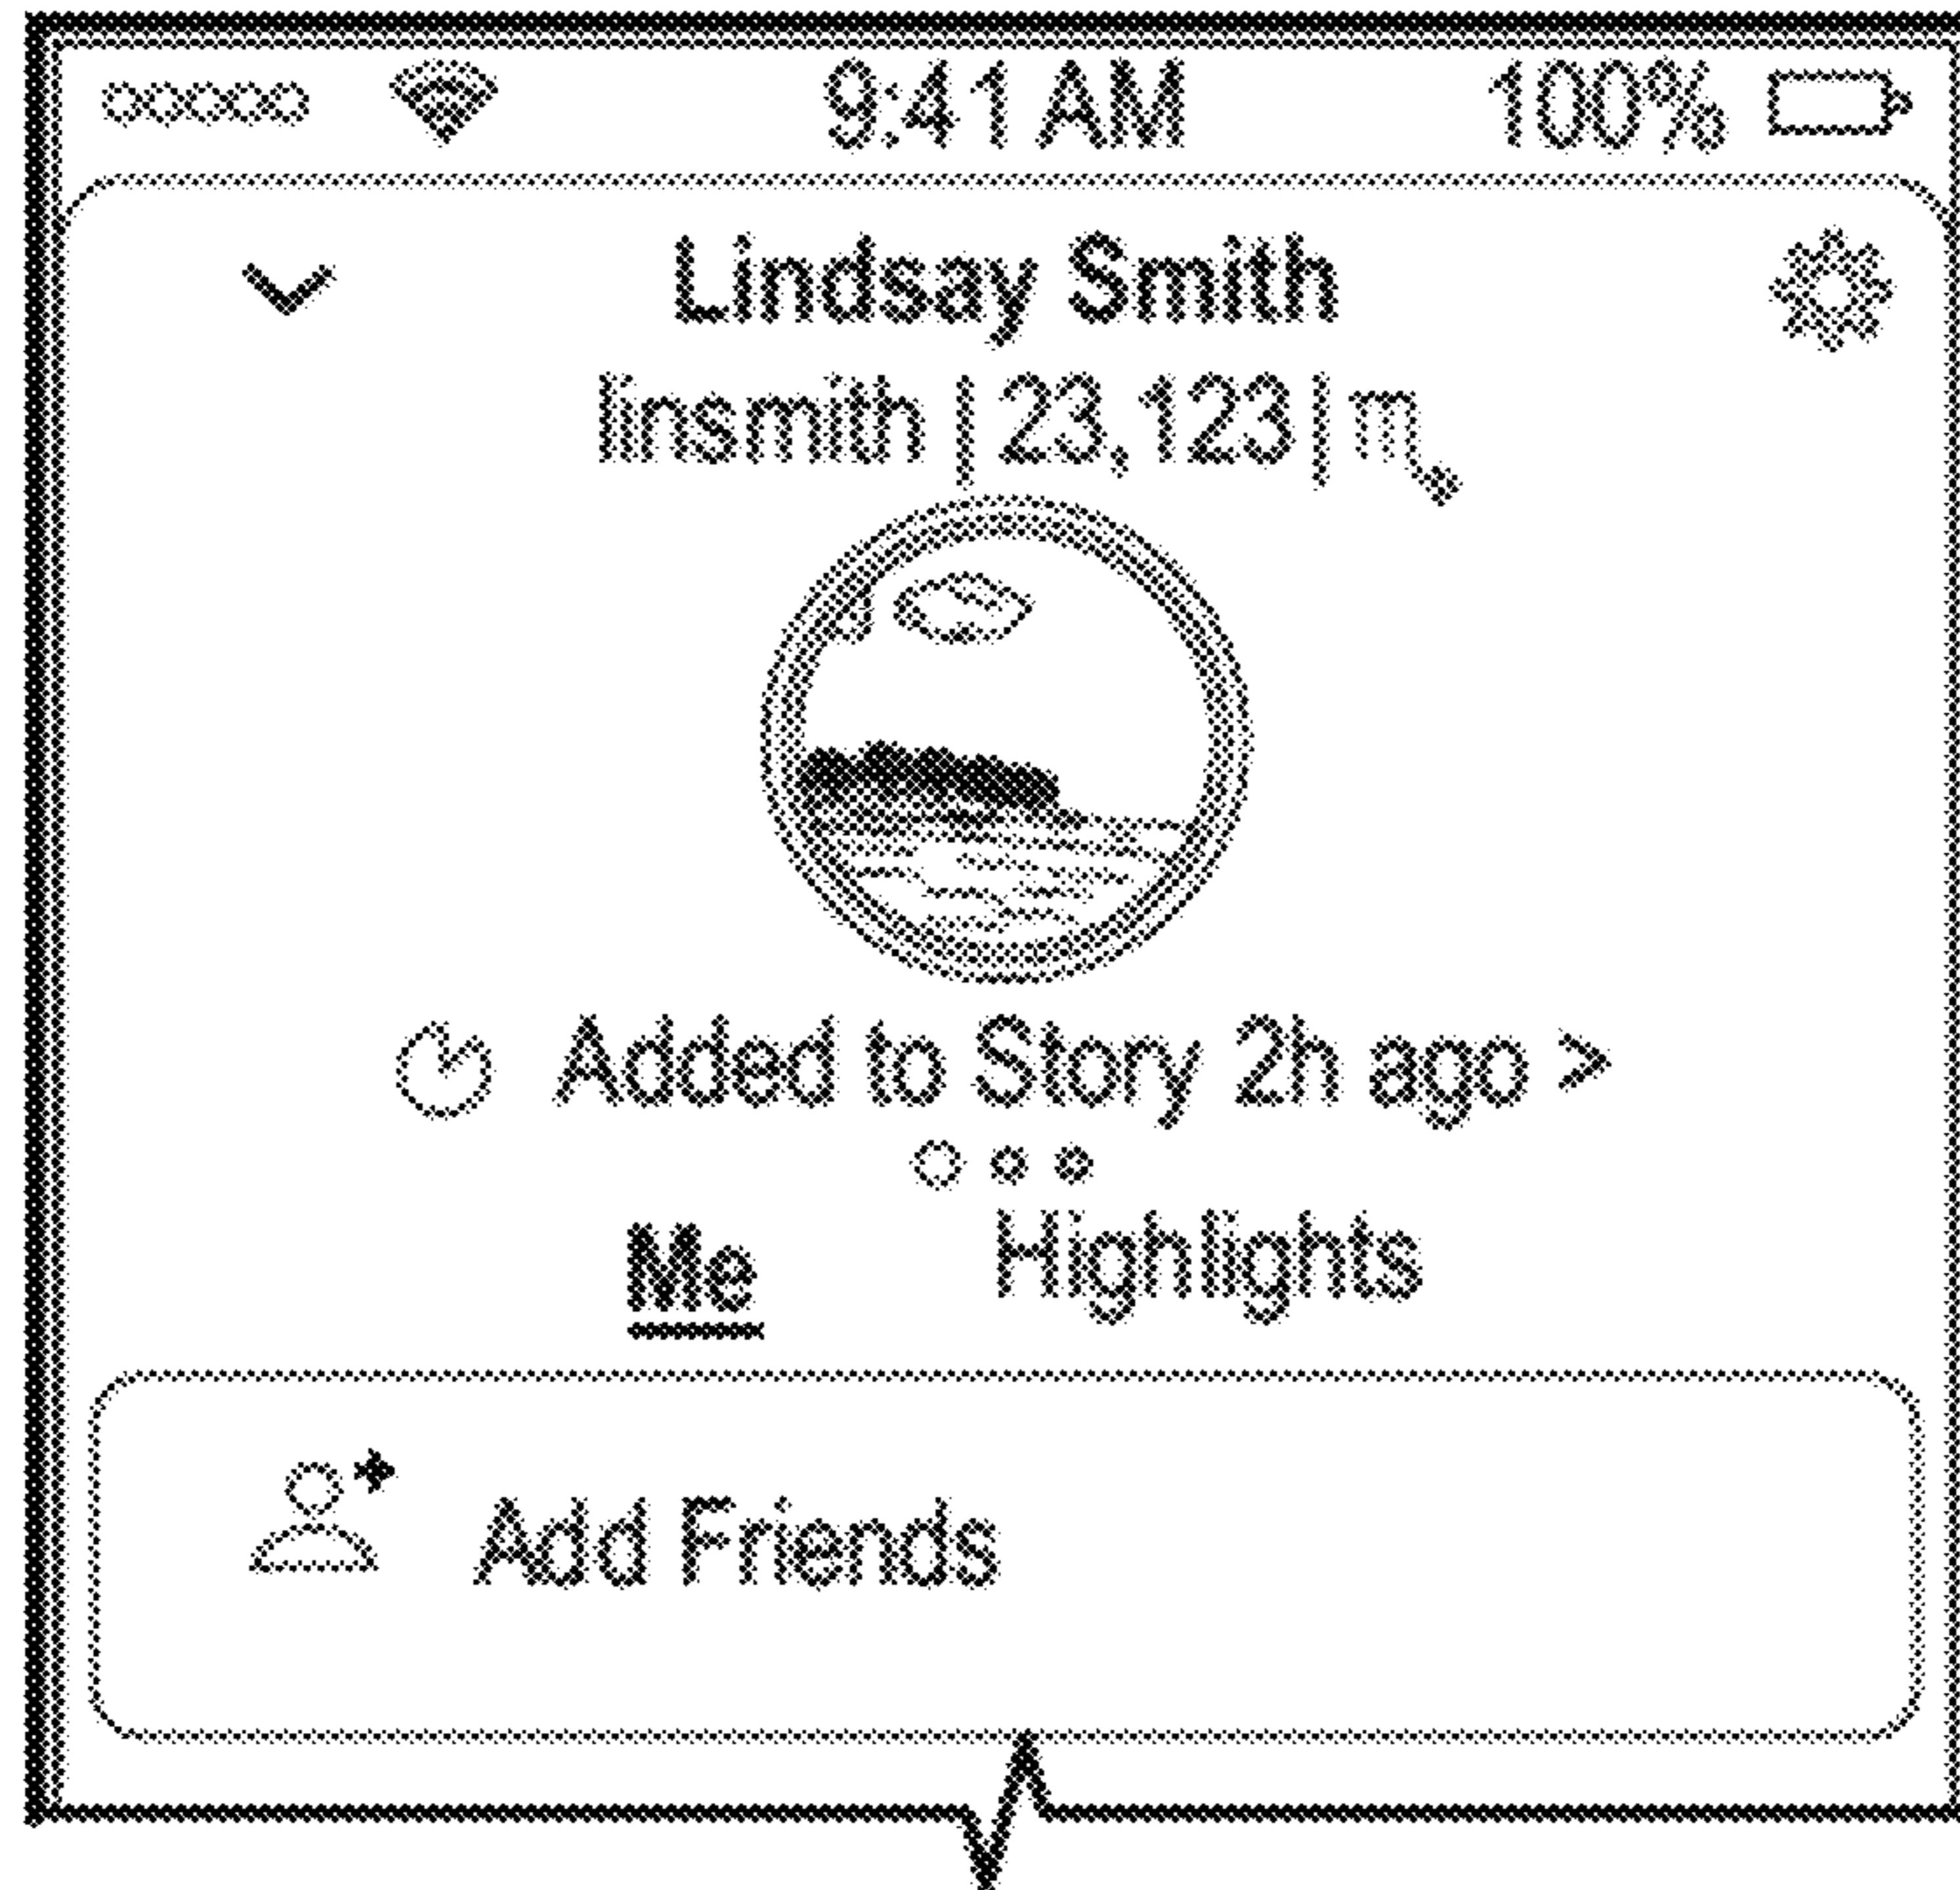 9:41 AM 100%
Lindsay Smith
linsmith | 23,123 | ♏
Added to Story 2h ago >
Me Highlights
Add Friends